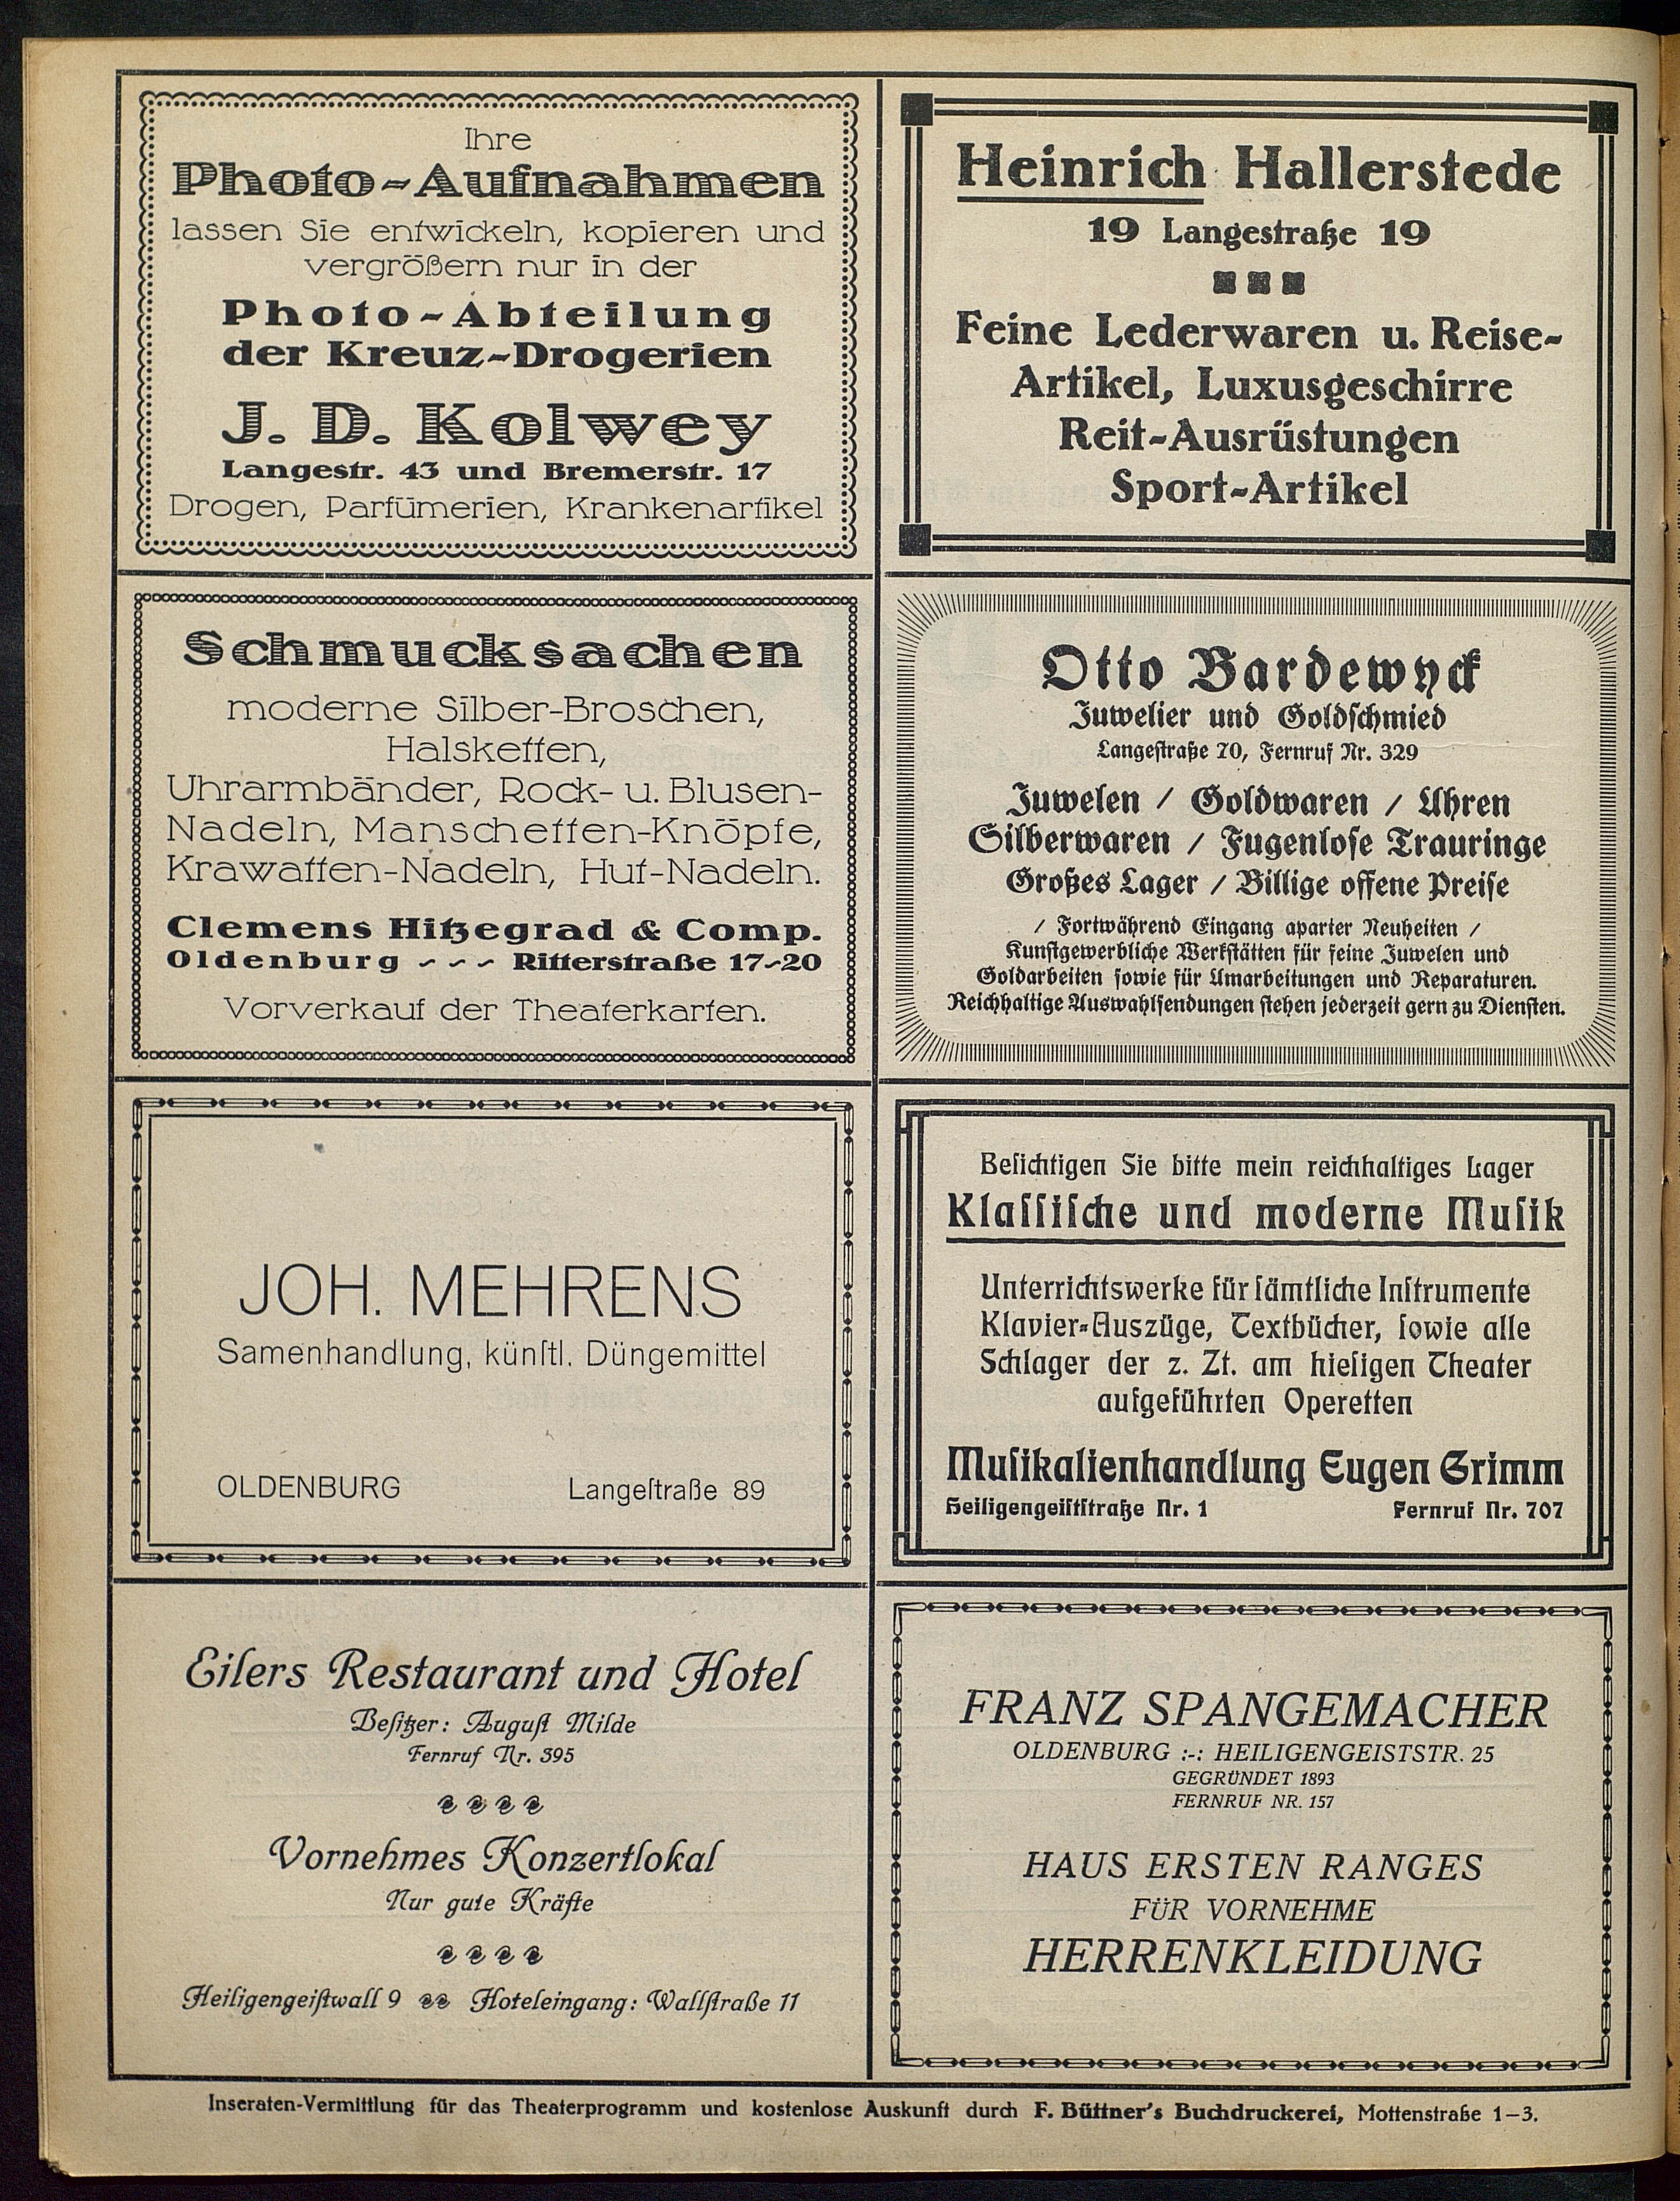 Ihre
Photo-Aufnahmen
lassen Sie entwickeln, kopieren und
vergrößern nur in der
Photo-Abteilung
der Kreuz-Drogerien
J. D. Kolwey
Langestr. 43 und Bremerstr. 17
Drogen, Parfümerien, Krankenartikel
Heinrich Hallerstede
19 Langestraße 19
Feine Lederwaren u. Reise-
Artikel, Luxusgeschirre
Reit-Ausrüstungen
Sport-Artikel
Schmucksachen
moderne Silber-Broschen,
Halsketten,
Uhrarmbänder, Rock- u. Blusen-
Nadeln, Manschetten-Knöpfe,
Krawatten-Nadeln, Hut-Nadeln.
Clemens Hitzegrad & Comp.
Oldenburg - - - Ritterstraße 17-20
Vorverkauf der Theaterkarten.
Otto Bardewyck
Juwelier und Goldſchmied
Langeſtraße 70, Fernruf Nr. 329
Juwelen / Goldwaren / Uhren
Silberwaren / Fugenloſe Trauringe
Großes Lager / Billige offene Preiſe
/ Fortwährend Eingang aparter Neuheiten /
Kunſtgewerbliche Werkſtätten für feine Juwelen und
Goldarbeiten ſowie für Umarbeitungen und Reparaturen.
Reichhaltige Auswahlſendungen ſtehen jederzeit gern zu Dienſten.
JOH. MEHRENS
Samenhandlung, künſtl. Düngemittel
OLDENBURG Langeſtraße 89
Beſichtigen Sie bitte mein reichhaltiges Lager
Klaſſiſche und moderne Muſik
Unterrichtswerke für ſämtliche Inſtrumente
Klavier-Auszüge, Textbücher, ſowie alle
Schlager der z. Zt. am hieſigen Theater
aufgeführten Operetten
Muſikalienhandlung Eugen Grimm
Heiligengeiſtſtraße Nr. 1 Fernruf Nr. 707
Eilers Restaurant und Hotel
Beſitzer: Auguſt Milde
Fernruf Nr. 395
Vornehmes Konzertlokal
Nur gute Kräfte
Heiligengeiſtwall 9 Hoteleingang: Wallſtraße 11
FRANZ SPANGEMACHER
OLDENBURG :-: HEILIGENGEISTSTR. 25
GEGRÜNDET 1893
FERNRUF NR. 157
HAUS ERSTEN RANGES
FÜR VORNEHME
HERRENKLEIDUNG
Inseraten-Vermittlung für das Theaterprogramm und kostenlose Auskunft durch F. Büttner's Buchdruckerei, Mottenstraße 1-3.